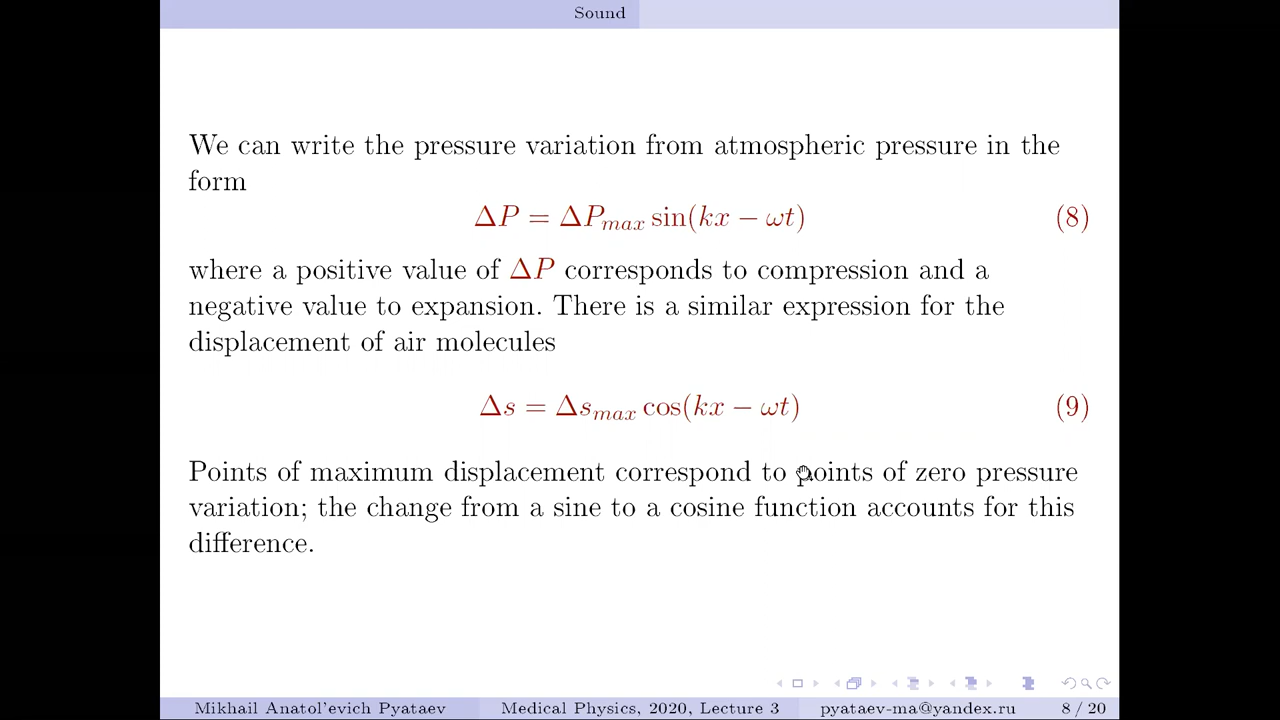 Sound
We can write the pressure variation from atmospheric pressure in the
form
ΔP = ΔP_max sin(kx − ωt) (8)
where a positive value of ΔP corresponds to compression and a
negative value to expansion. There is a similar expression for the
displacement of air molecules
Δs = Δs_max cos(kx − ωt) (9)
Points of maximum displacement correspond to points of zero pressure
variation; the change from a sine to a cosine function accounts for this
difference.
Mikhail Anatol'evich Pyataev Medical Physics, 2020, Lecture 3 pyataev-ma@yandex.ru 8 / 20